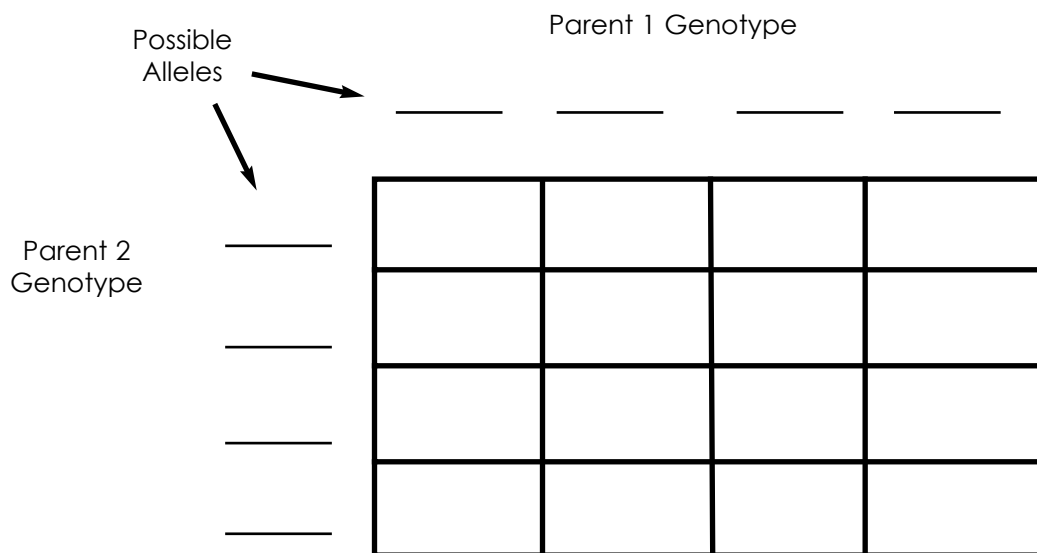 Parent 1 Genotype
Possible
Alleles
Parent 2
Genotype